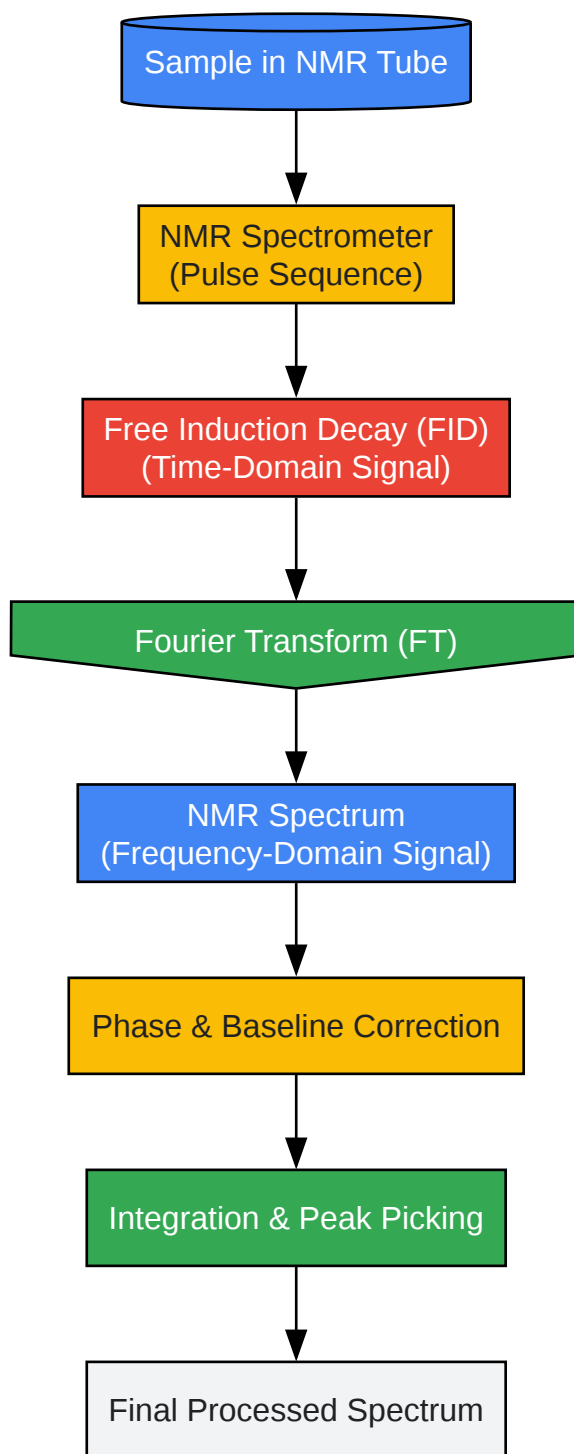 Sample in NMR Tube
NMR Spectrometer
(Pulse Sequence)
Free Induction Decay (FID)
(Time-Domain Signal)
Fourier Transform (FT)
NMR Spectrum
(Frequency-Domain Signal)
Phase & Baseline Correction
Integration & Peak Picking
Final Processed Spectrum